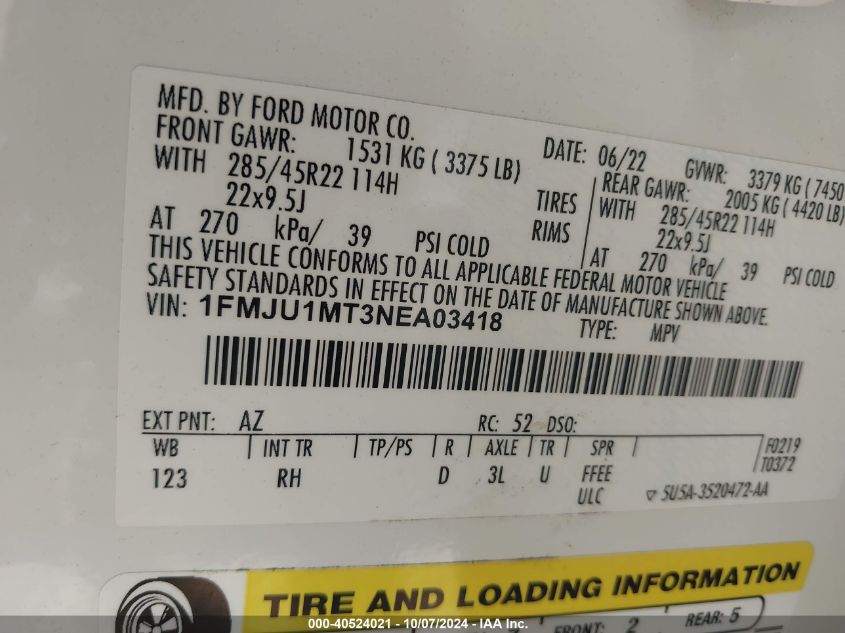 MFD. BY FORD MOTOR CO. DATE: 06/22 GVWR: 3379 KG ( 7450
FRONT GAWR: 1531 KG ( 3375 LB) REAR GAWR: 2005 KG ( 4420 LB)
WITH 285/45R22 114H TIRES WITH 285/45R22 114H
22x9.5J RIMS 22x9.5J
AT 270 kPa/ 39 PSI COLD AT 270 kPa/ 39 PSI COLD
THIS VEHICLE CONFORMS TO ALL APPLICABLE FEDERAL MOTOR VEHICLE
SAFETY STANDARDS IN EFFECT ON THE DATE OF MANUFACTURE SHOWN ABOVE.
VIN: 1FMJU1MT3NEA03418
TYPE: MPV
EXT PNT: AZ RC: 52 DSO:
WB INT TR TP/PS R AXLE TR SPR F0219
123 RH D 3L U FFEE T0372
ULC 5U5A-3520472-AA
TIRE AND LOADING INFORMATION
FRONT: 2 REAR: 5
000-40524021 - 10/07/2024 - IAA Inc.